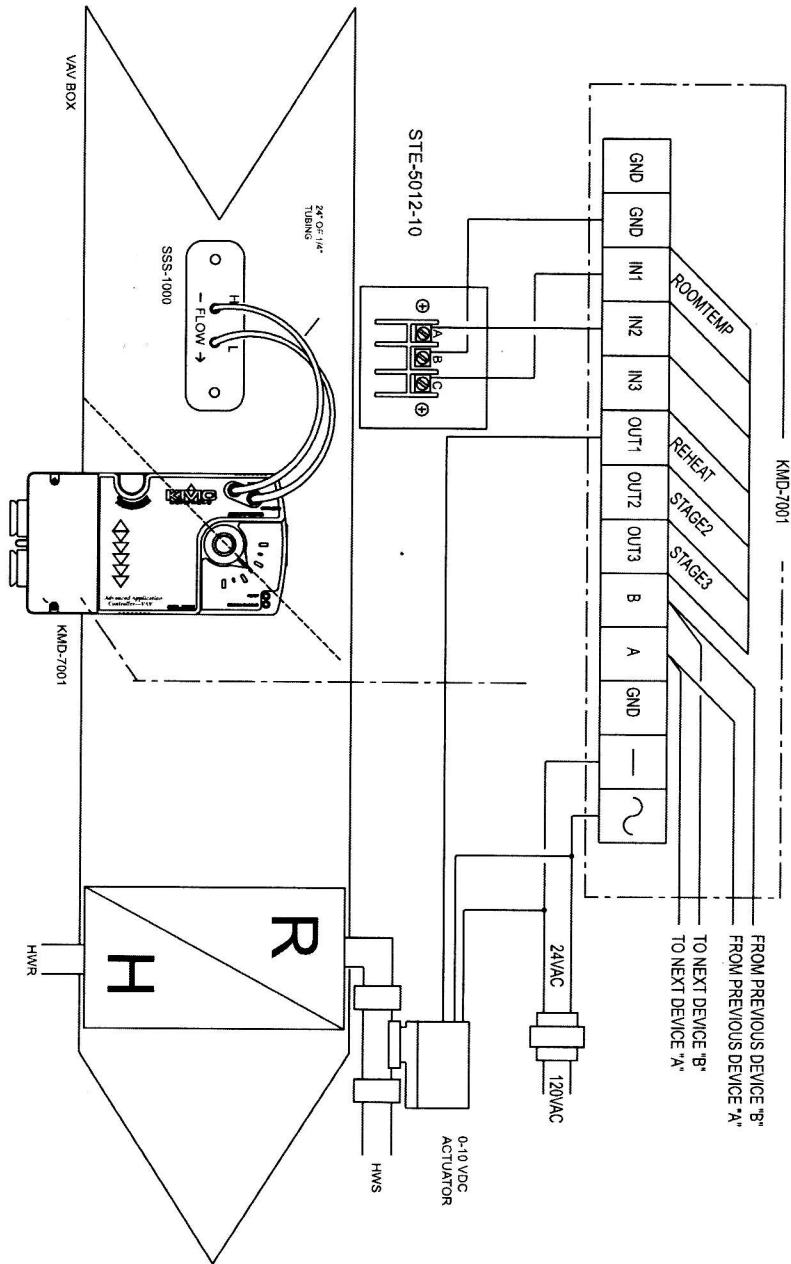 KMD-7001
GND
GND
IN1
IN2
IN3
OUT1
OUT2
OUT3
B
A
GND
—
ROOMTEMP
REHEAT
STAGE2
STAGE3
FROM PREVIOUS DEVICE "B"
FROM PREVIOUS DEVICE "A"
TO NEXT DEVICE "B"
TO NEXT DEVICE "A"
STE-5012-10
A
B
C
24VAC
120VAC
0-10 VDC
ACTUATOR
HWS
HWR
R
H
VAV BOX
24" OF 1/4"
TUBING
SSS-1000
H
L
– FLOW →
KMC
Advanced Application
Controller—VAV
KMD-7001